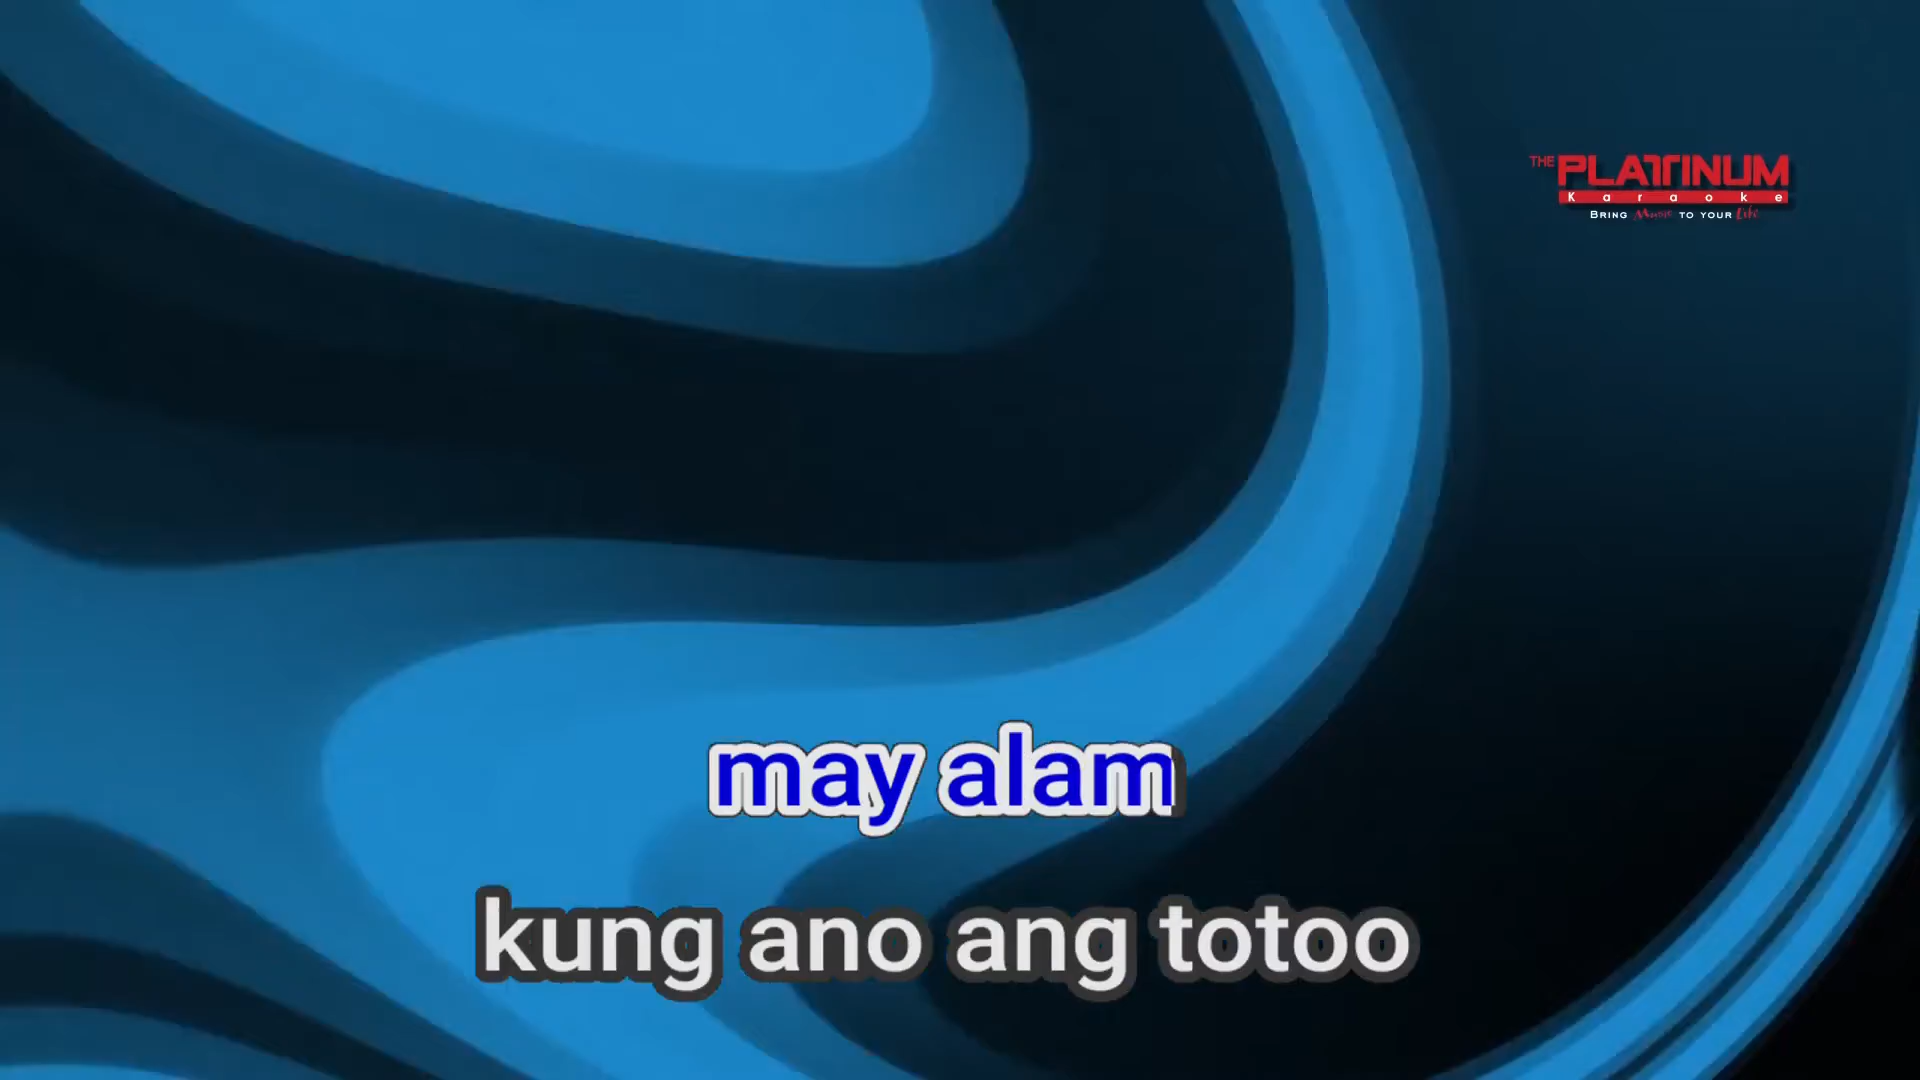 THE PLATINUM
Karaoke
BRING Music TO YOUR Life
may alam
kung ano ang totoo